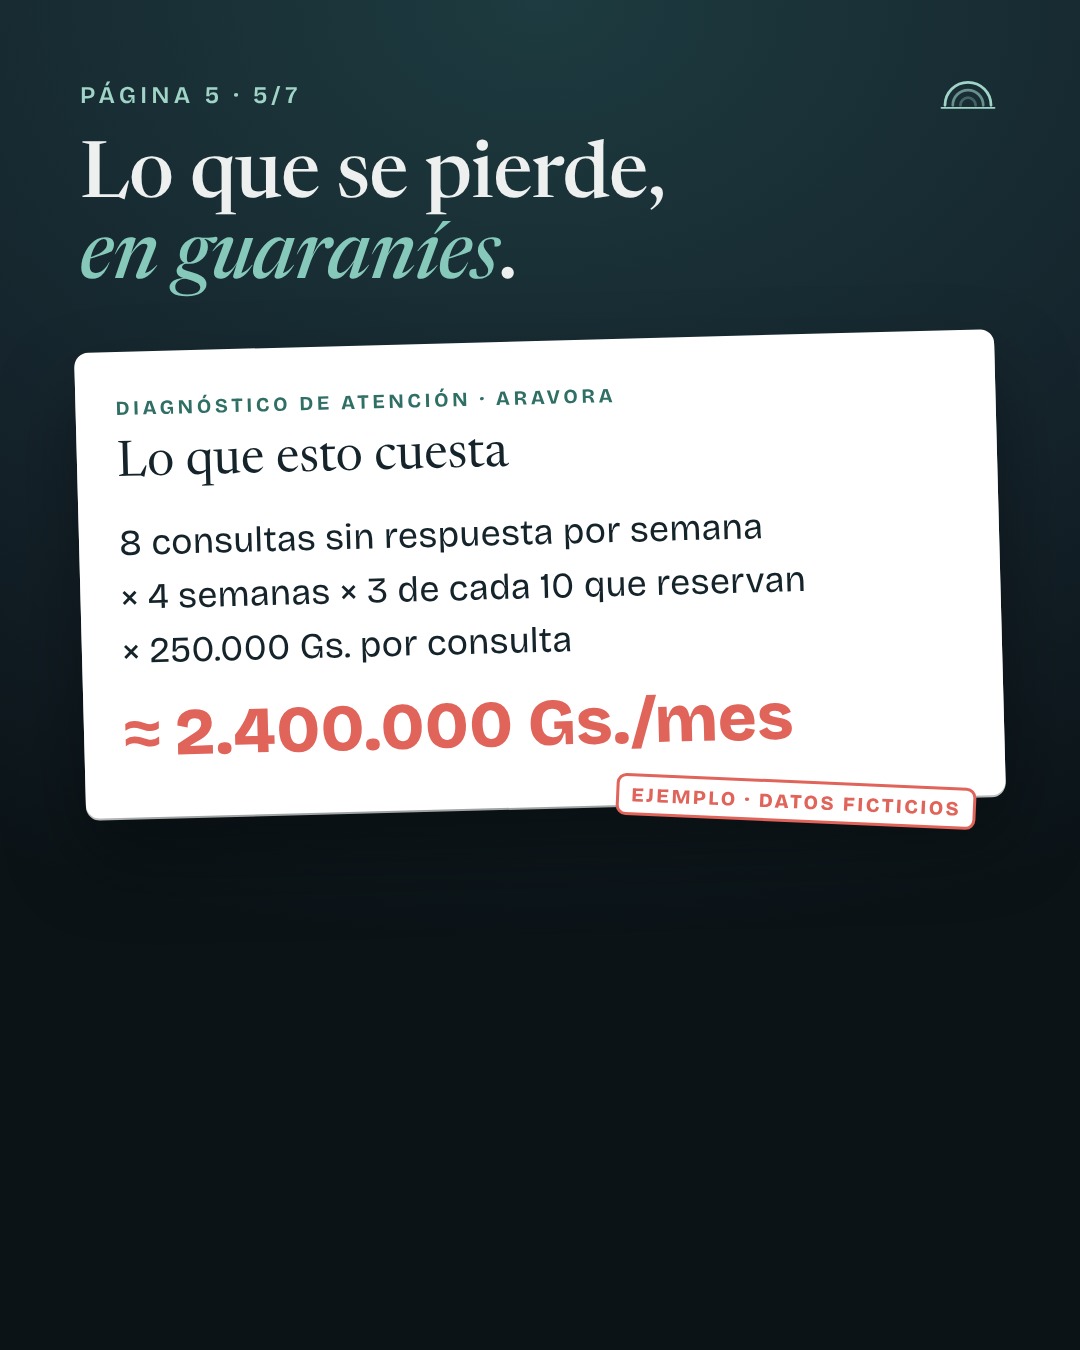 PÁGINA 5 · 5/7
Lo que se pierde,
en guaraníes.
DIAGNÓSTICO DE ATENCIÓN · ARAVORA
Lo que esto cuesta
8 consultas sin respuesta por semana
× 4 semanas × 3 de cada 10 que reservan
× 250.000 Gs. por consulta
≈ 2.400.000 Gs./mes
EJEMPLO · DATOS FICTICIOS